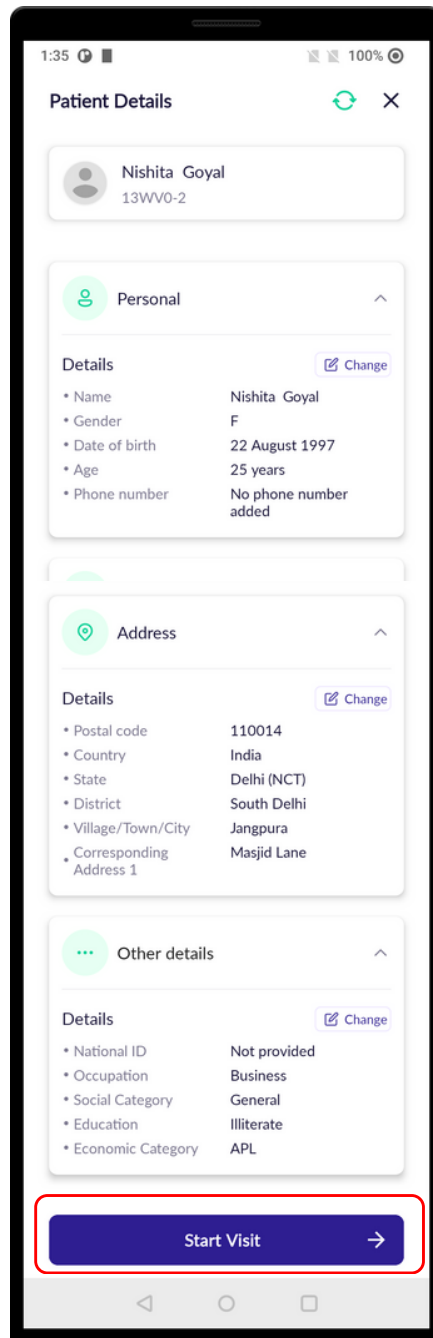 1:35 100%
Patient Details
Nishita Goyal
13WV0-2
Personal
Details Change
• Name Nishita Goyal
• Gender F
• Date of birth 22 August 1997
• Age 25 years
• Phone number No phone number
added
Address
Details Change
• Postal code 110014
• Country India
• State Delhi (NCT)
• District South Delhi
• Village/Town/City Jangpura
• Corresponding Masjid Lane
Address 1
Other details
Details Change
• National ID Not provided
• Occupation Business
• Social Category General
• Education Illiterate
• Economic Category APL
Start Visit